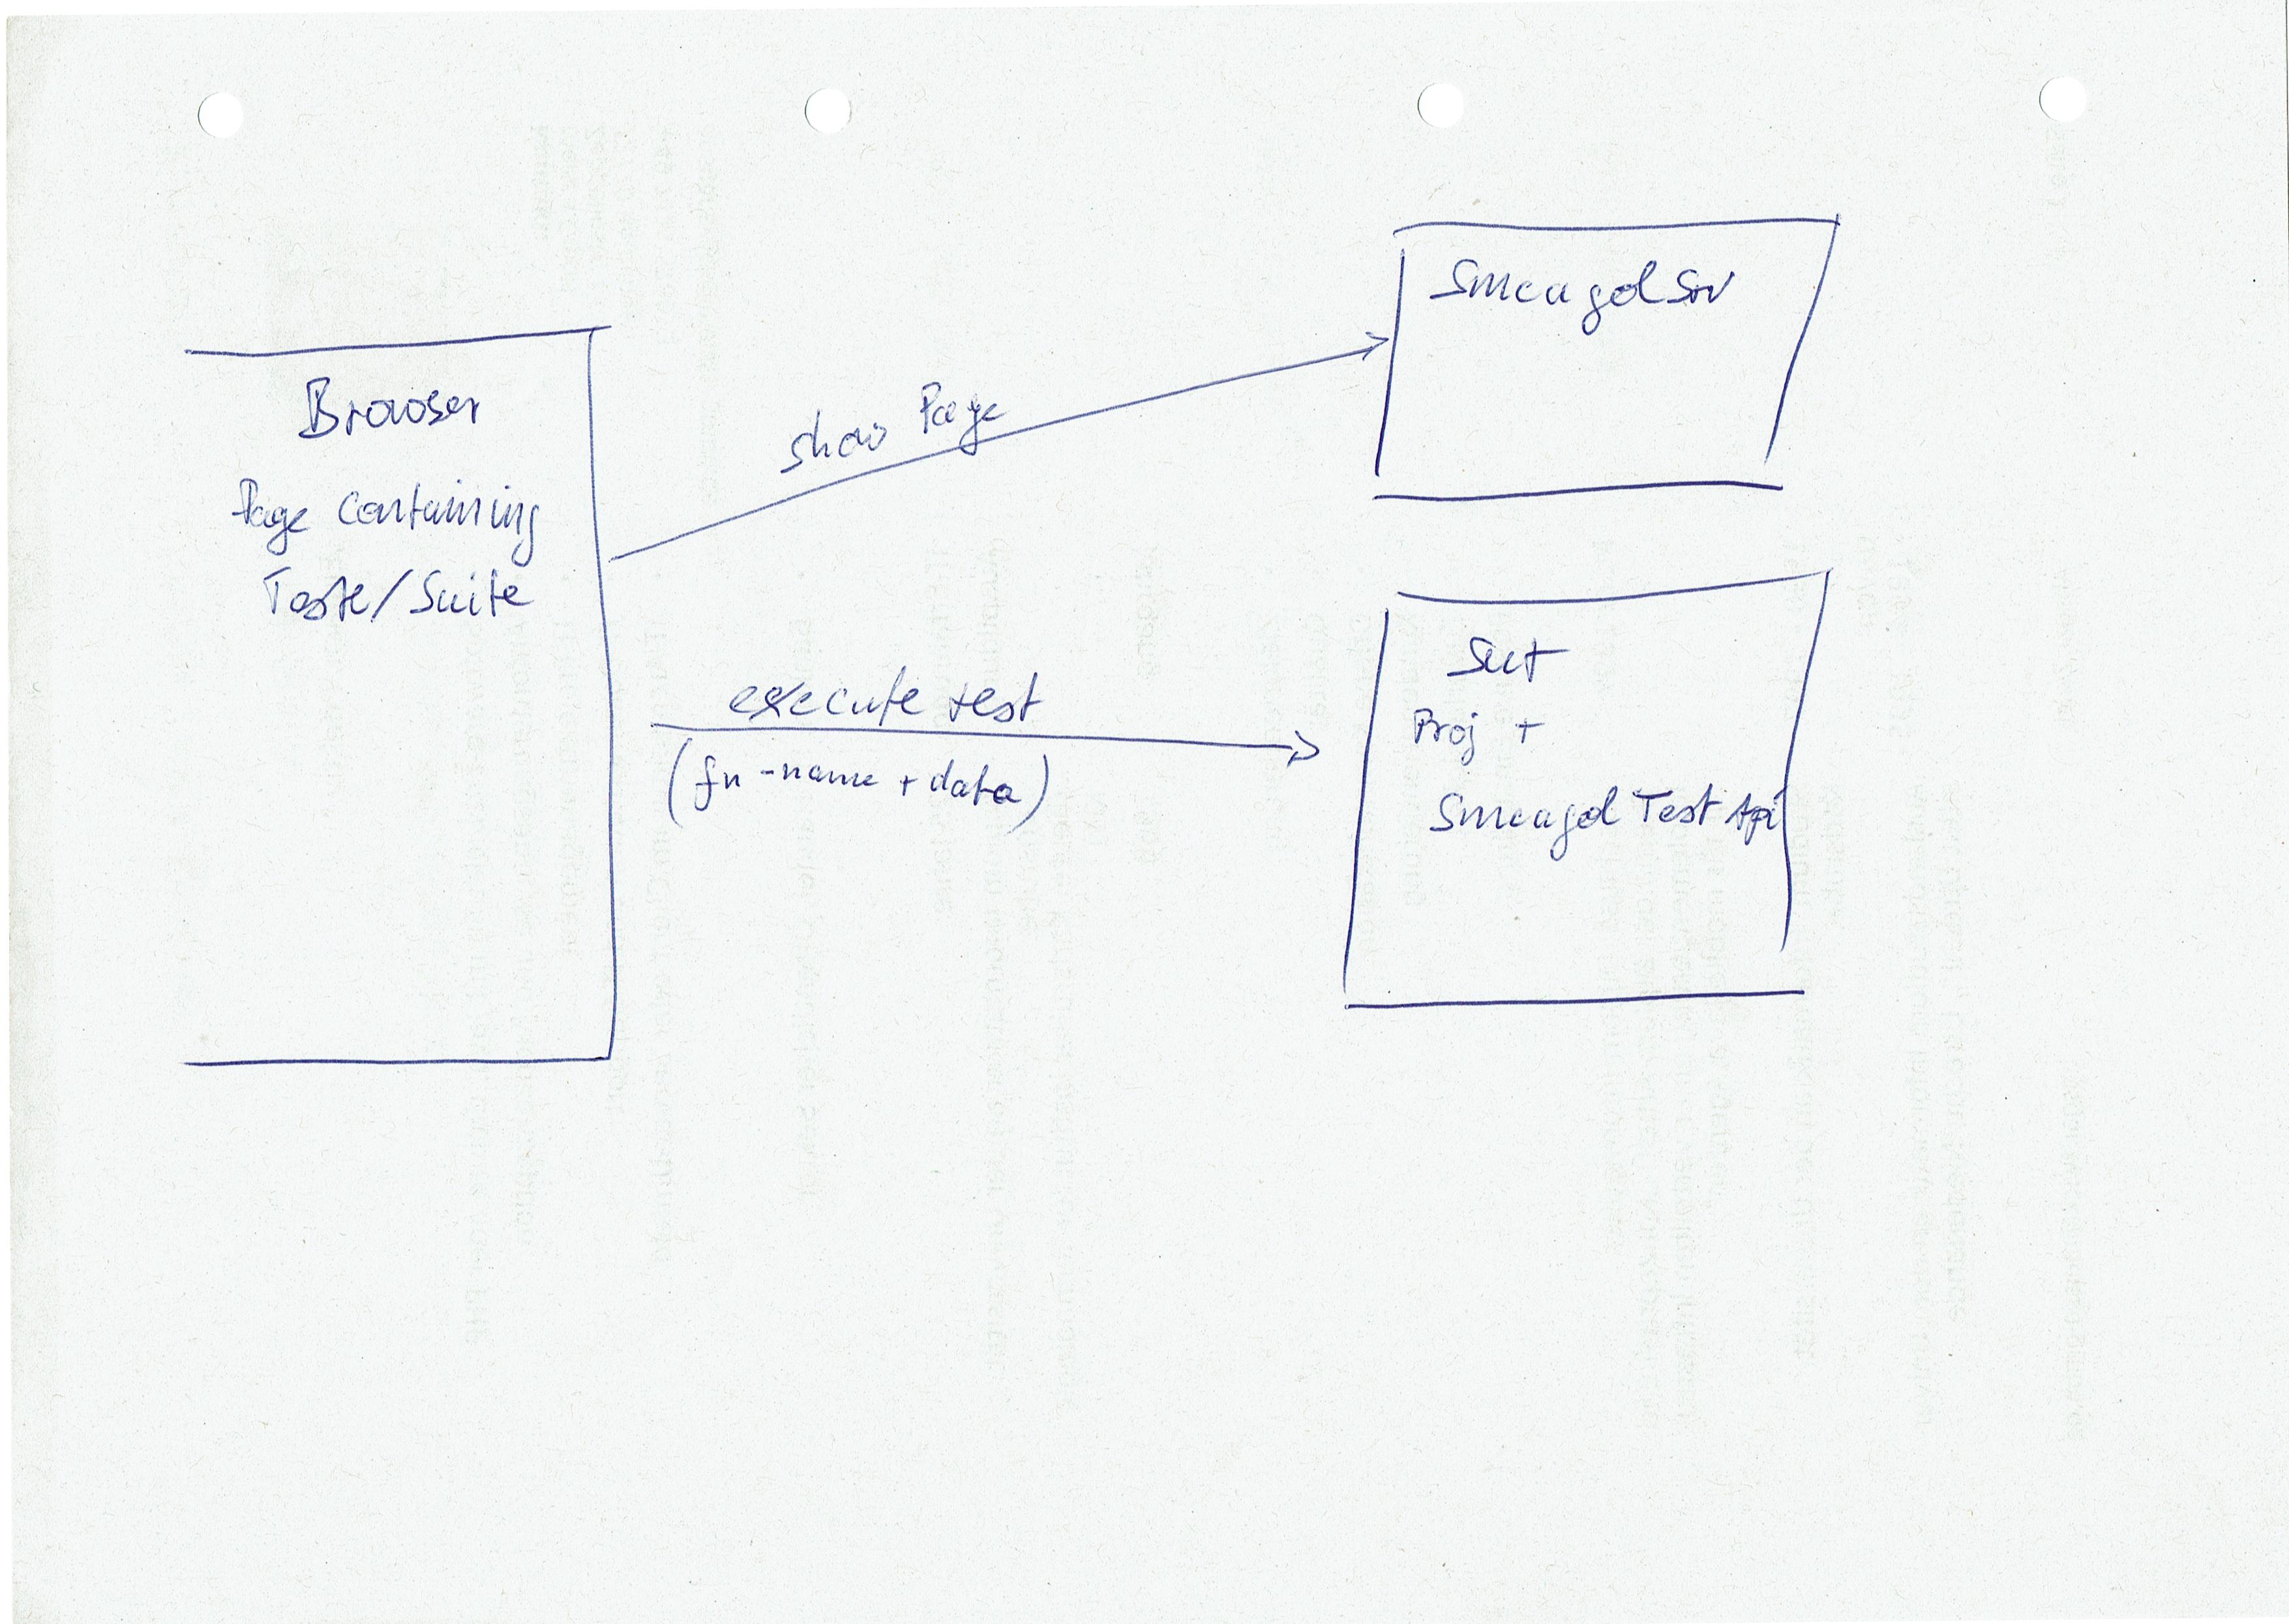 Browser
Page containing
Teste/Suite
show Page
execute test
(fn-name + data)
Smeagol Srv
Sut
Proj +
Smeagol Test Api